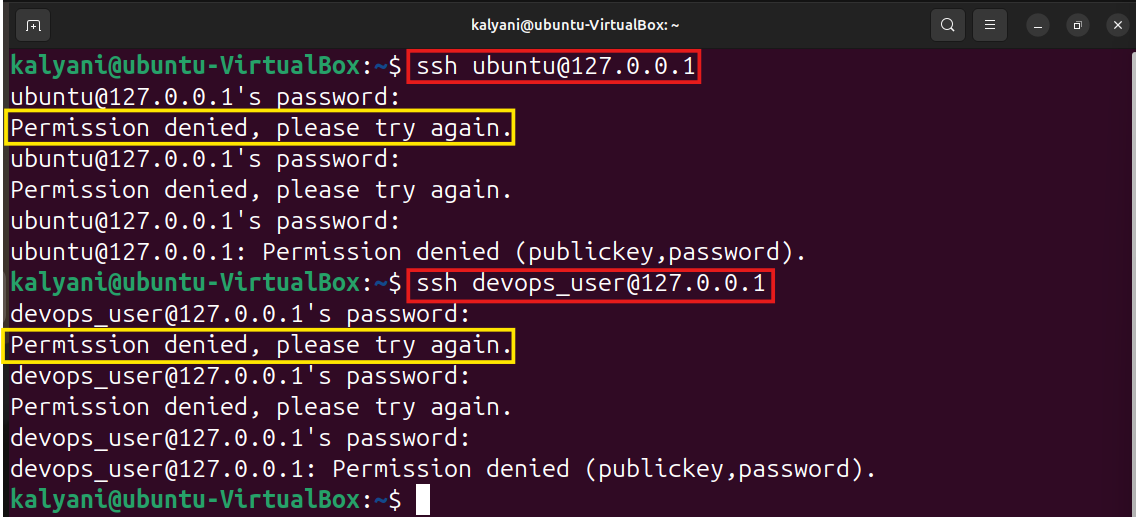 kalyani@ubuntu-VirtualBox: ~
kalyani@ubuntu-VirtualBox:~$ ssh ubuntu@127.0.0.1
ubuntu@127.0.0.1's password:
Permission denied, please try again.
ubuntu@127.0.0.1's password:
Permission denied, please try again.
ubuntu@127.0.0.1's password:
ubuntu@127.0.0.1: Permission denied (publickey,password).
kalyani@ubuntu-VirtualBox:~$ ssh devops_user@127.0.0.1
devops_user@127.0.0.1's password:
Permission denied, please try again.
devops_user@127.0.0.1's password:
Permission denied, please try again.
devops_user@127.0.0.1's password:
devops_user@127.0.0.1: Permission denied (publickey,password).
kalyani@ubuntu-VirtualBox:~$